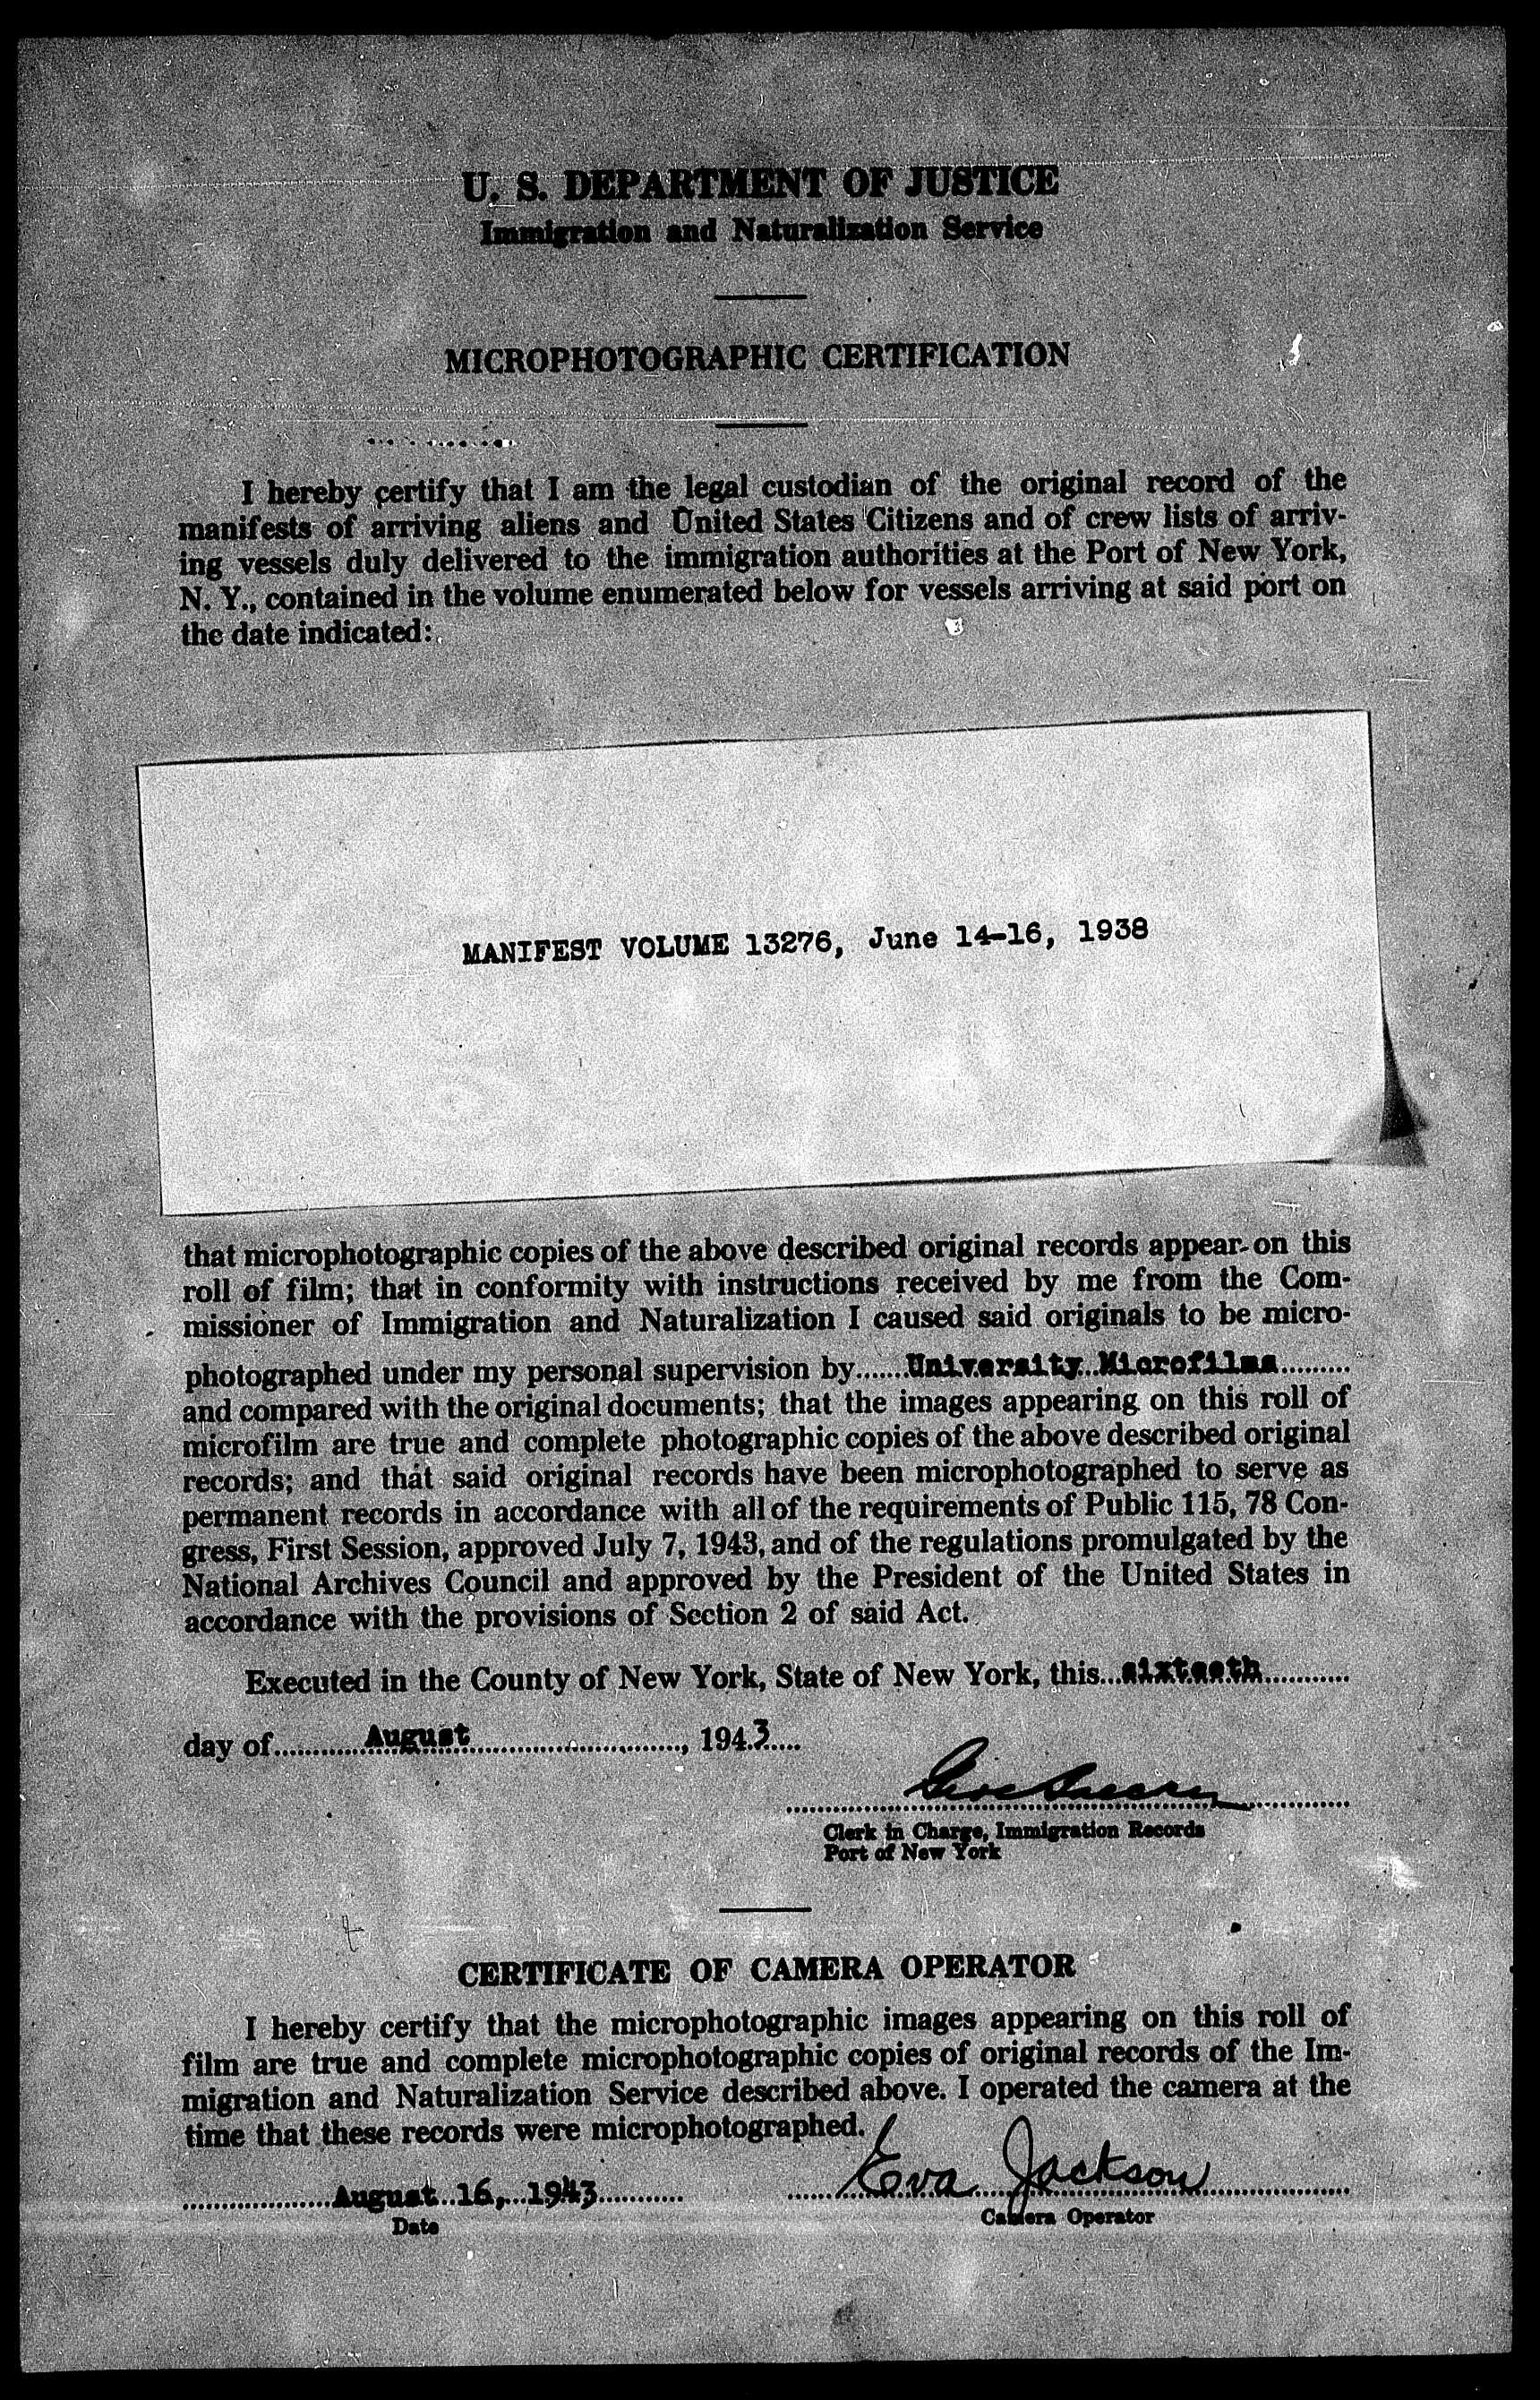 U. S. DEPARTMENT OF JUSTICE
Immigration and Naturalization Service
MICROPHOTOGRAPHIC CERTIFICATION
I hereby certify that I am the legal custodian of the original record of the
manifests of arriving aliens and United States Citizens and of crew lists of arriv-
ing vessels duly delivered to the immigration authorities at the Port of New York,
N. Y., contained in the volume enumerated below for vessels arriving at said port on
the date indicated:
MANIFEST VOLUME 13276, June 14-16, 1938
that microphotographic copies of the above described original records appear on this
roll of film; that in conformity with instructions received by me from the Com-
missioner of Immigration and Naturalization I caused said originals to be micro-
photographed under my personal supervision by......University Microfilms.........
and compared with the original documents; that the images appearing on this roll of
microfilm are true and complete photographic copies of the above described original
records; and that said original records have been microphotographed to serve as
permanent records in accordance with all of the requirements of Public 115, 78 Con-
gress, First Session, approved July 7, 1943, and of the regulations promulgated by the
National Archives Council and approved by the President of the United States in
accordance with the provisions of Section 2 of said Act.
Executed in the County of New York, State of New York, this...sixteenth...........
day of............August............................, 1943.....
Clerk in Charge, Immigration Records
Port of New York
CERTIFICATE OF CAMERA OPERATOR
I hereby certify that the microphotographic images appearing on this roll of
film are true and complete microphotographic copies of original records of the Im-
migration and Naturalization Service described above. I operated the camera at the
time that these records were microphotographed.
Eva Jackson
August 16, 1943
Date
Camera Operator